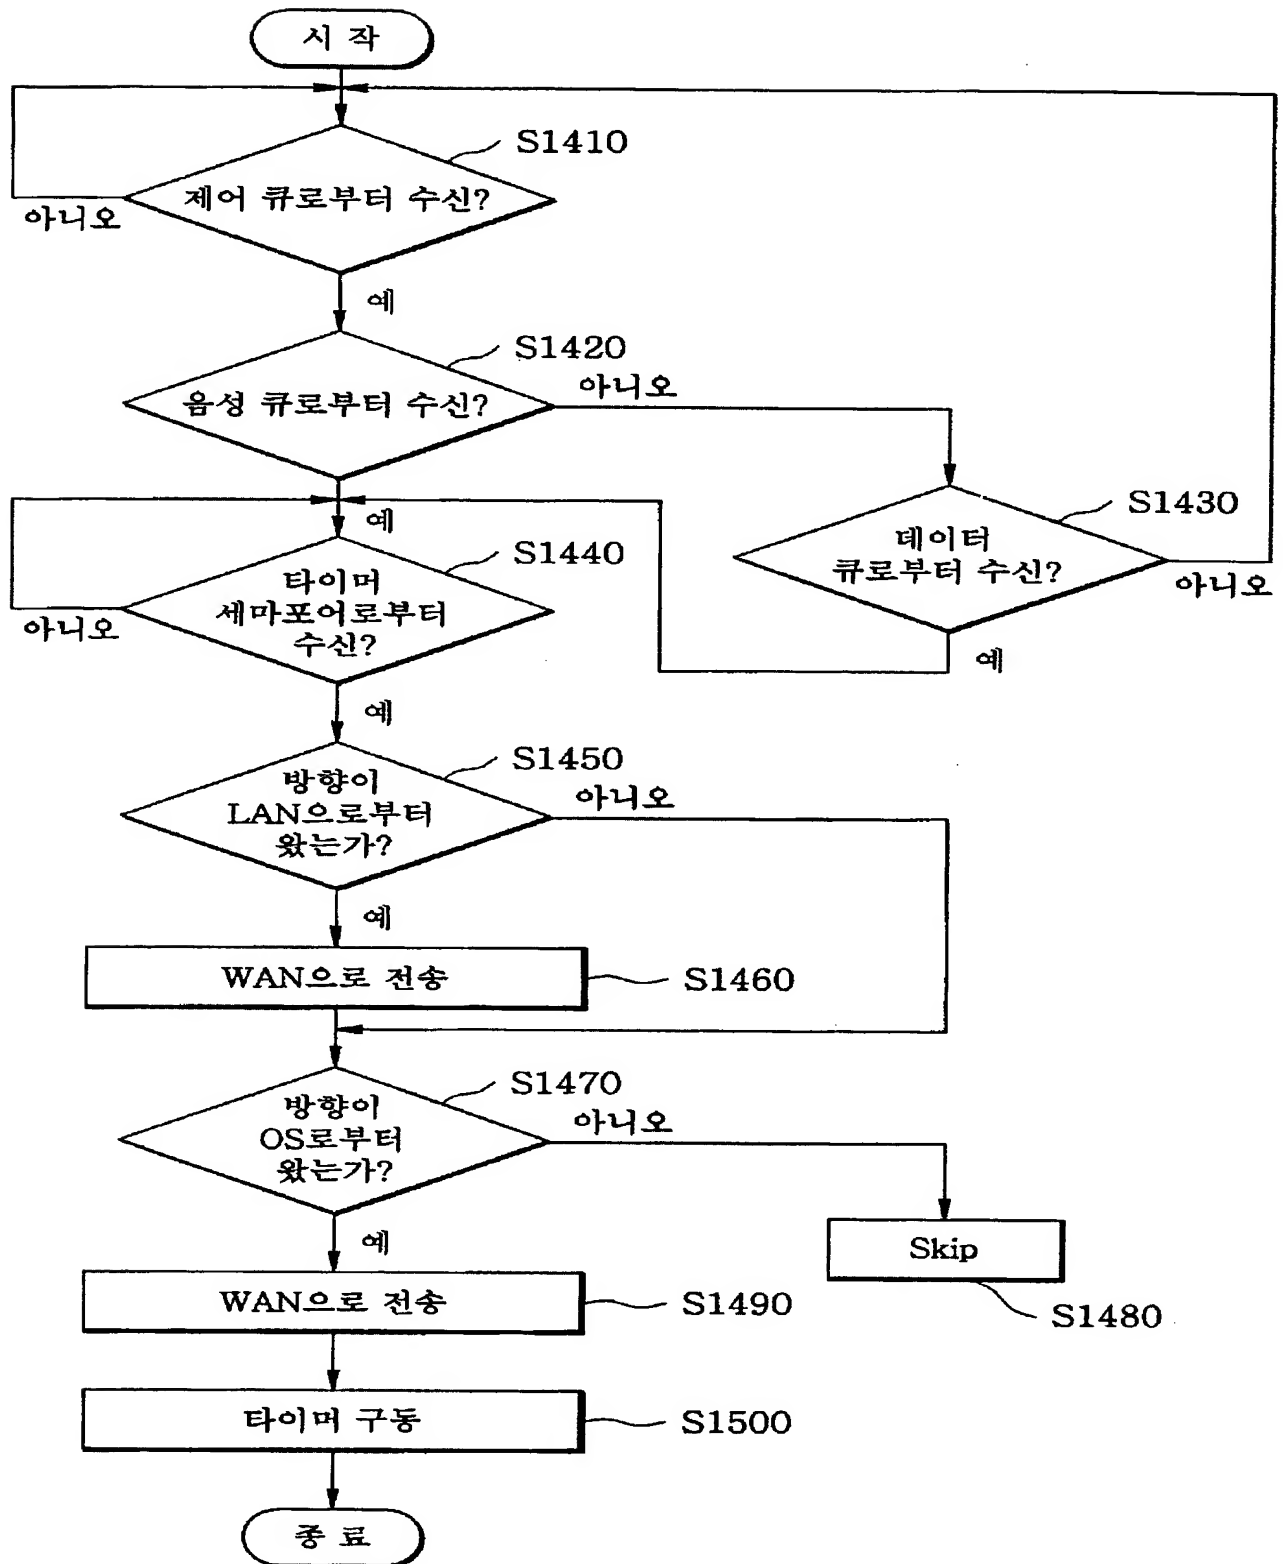 시 작
S1410
제어 큐로부터 수신?
아니오
예
S1420
음성 큐로부터 수신?
아니오
S1430
데이터
큐로부터 수신?
아니오
예
예
S1440
타이머
세마포어로부터
수신?
아니오
예
S1450
방향이
LAN으로부터
왔는가?
아니오
예
WAN으로 전송
S1460
S1470
방향이
OS로부터
왔는가?
아니오
Skip
S1480
예
WAN으로 전송
S1490
타이머 구동
S1500
종 료